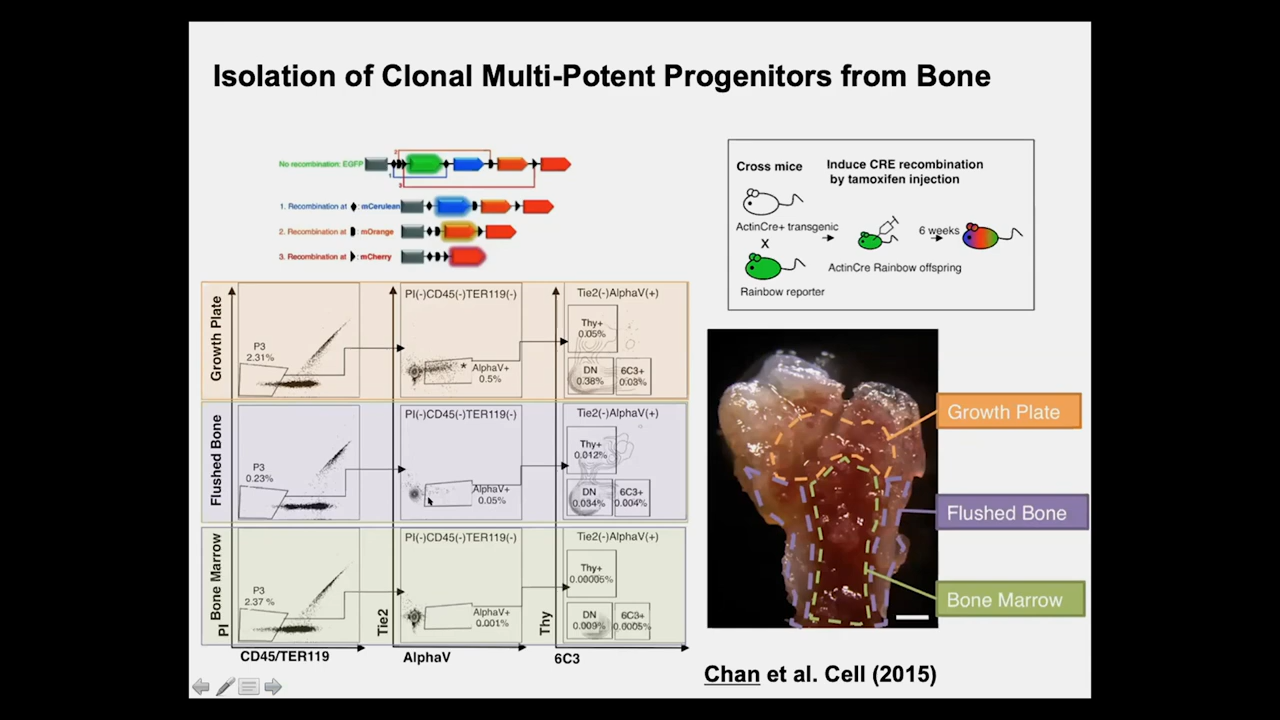 Isolation of Clonal Multi-Potent Progenitors from Bone
No recombination: EGFP
2
1
3
1. Recombination at ♦: mCerulean
2. Recombination at ◗: mOrange
3. Recombination at ▸: mCherry
Cross mice
Induce CRE recombination
by tamoxifen injection
ActinCre+ transgenic
X
Rainbow reporter
ActinCre Rainbow offspring
6 weeks
Growth Plate
P3
2.31%
PI(-)CD45(-)TER119(-)
*
AlphaV+
0.5%
Tie2(-)AlphaV(+)
Thy+
0.05%
DN
0.38%
6C3+
0.03%
Flushed Bone
P3
0.23%
PI(-)CD45(-)TER119(-)
AlphaV+
0.05%
Tie2(-)AlphaV(+)
Thy+
0.012%
DN
0.034%
6C3+
0.004%
Bone Marrow
P3
2.37 %
PI(-)CD45(-)TER119(-)
AlphaV+
0.001%
Tie2(-)AlphaV(+)
Thy+
0.00005%
DN
0.009%
6C3+
0.0005%
PI
CD45/TER119
Tie2
AlphaV
Thy
6C3
Growth Plate
Flushed Bone
Bone Marrow
Chan et al. Cell (2015)